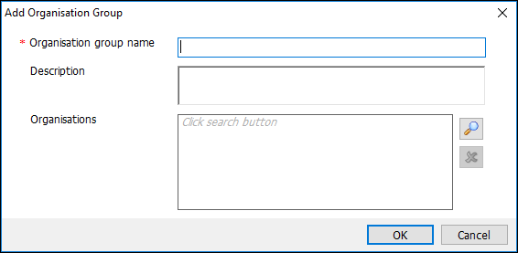 Add Organisation Group
* Organisation group name
Description
Organisations
Click search button
OK
Cancel